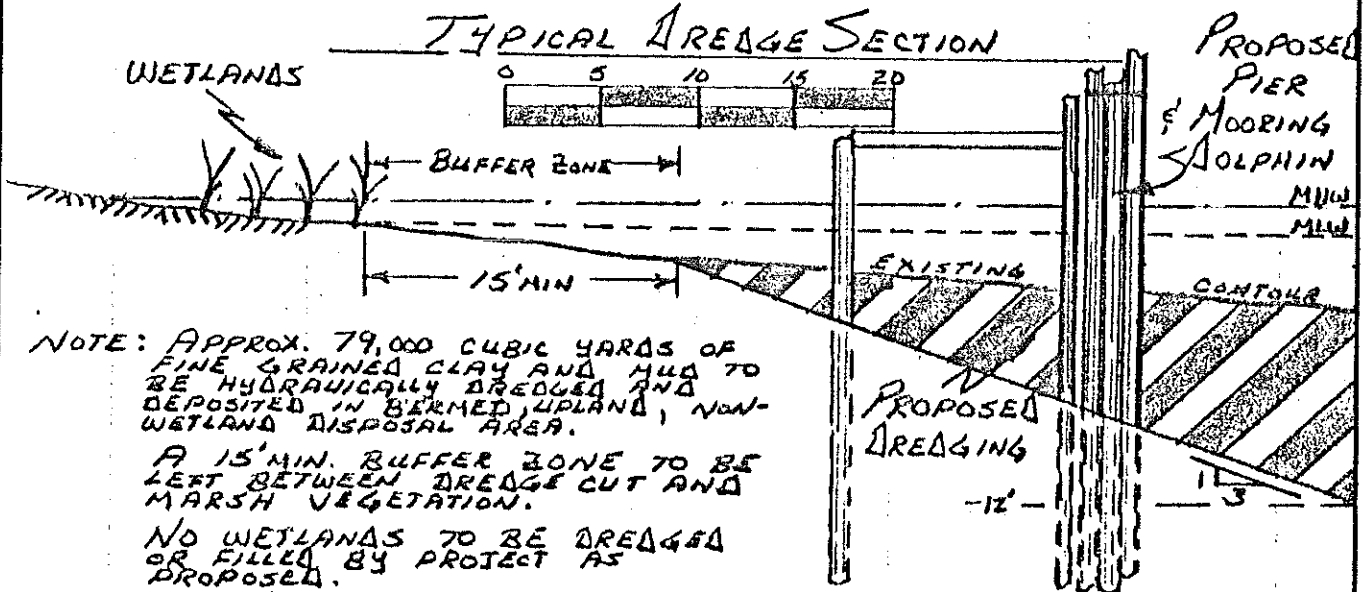 TYPICAL DREDGE SECTION
0 5 10 15 20
WETLANDS
BUFFER ZONE
PROPOSED
PIER
& MOORING
DOLPHIN
MHW
MLW
15' MIN
EXISTING
CONTOUR
NOTE: APPROX. 79,000 CUBIC YARDS OF
FINE GRAINED CLAY AND MUD TO
BE HYDRAUICALLY DREDGED AND
DEPOSITED IN BERMED, UPLAND, NON-
WETLAND DISPOSAL AREA.
A 15' MIN. BUFFER ZONE TO BE
LEFT BETWEEN DREDGE CUT AND
MARSH VEGETATION.
NO WETLANDS TO BE DREDGED
OR FILLED BY PROJECT AS
PROPOSED.
PROPOSED
DREDGING
1
3
-12'